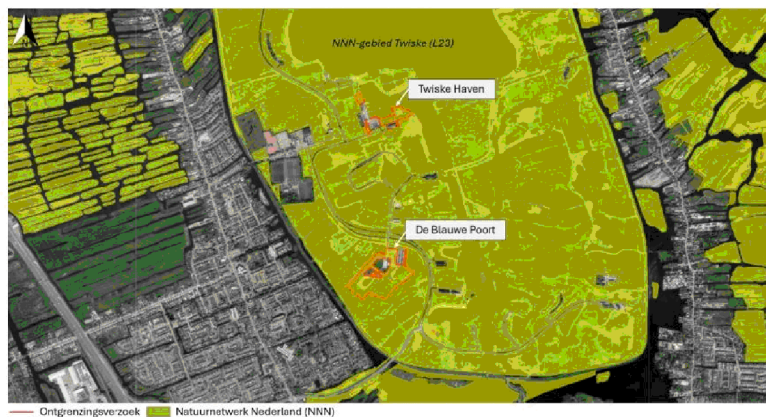 NNN-gebied Twiske (L23)
Twiske Haven
De Blauwe Poort
Ontgrenzingsverzoek Natuurnetwerk Nederland (NNN)